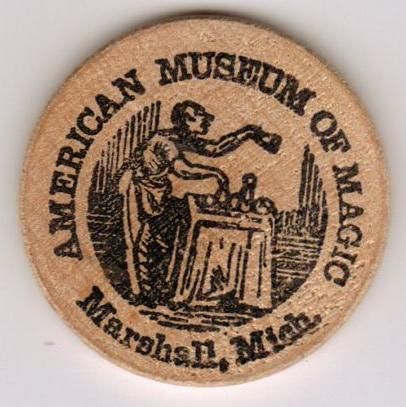 AMERICAN MUSEUM OF MAGIC
Marshall, Mich.